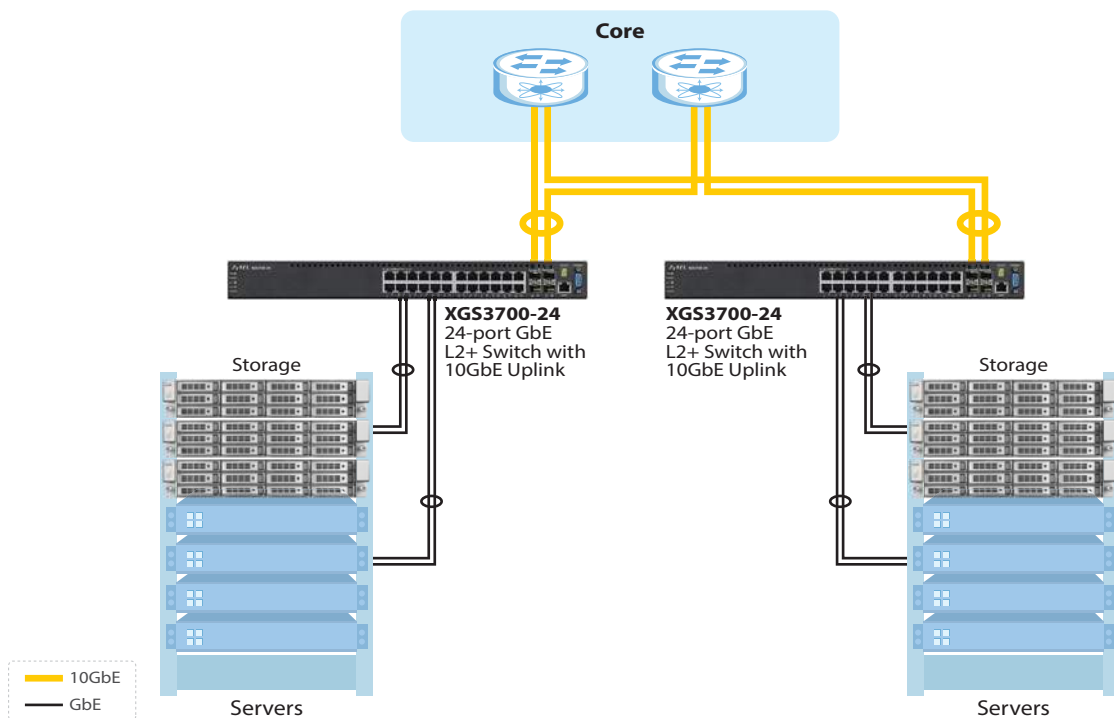 Core
XGS3700-24
24-port GbE
L2+ Switch with
10GbE Uplink
XGS3700-24
24-port GbE
L2+ Switch with
10GbE Uplink
Storage
Storage
10GbE
GbE
Servers
Servers